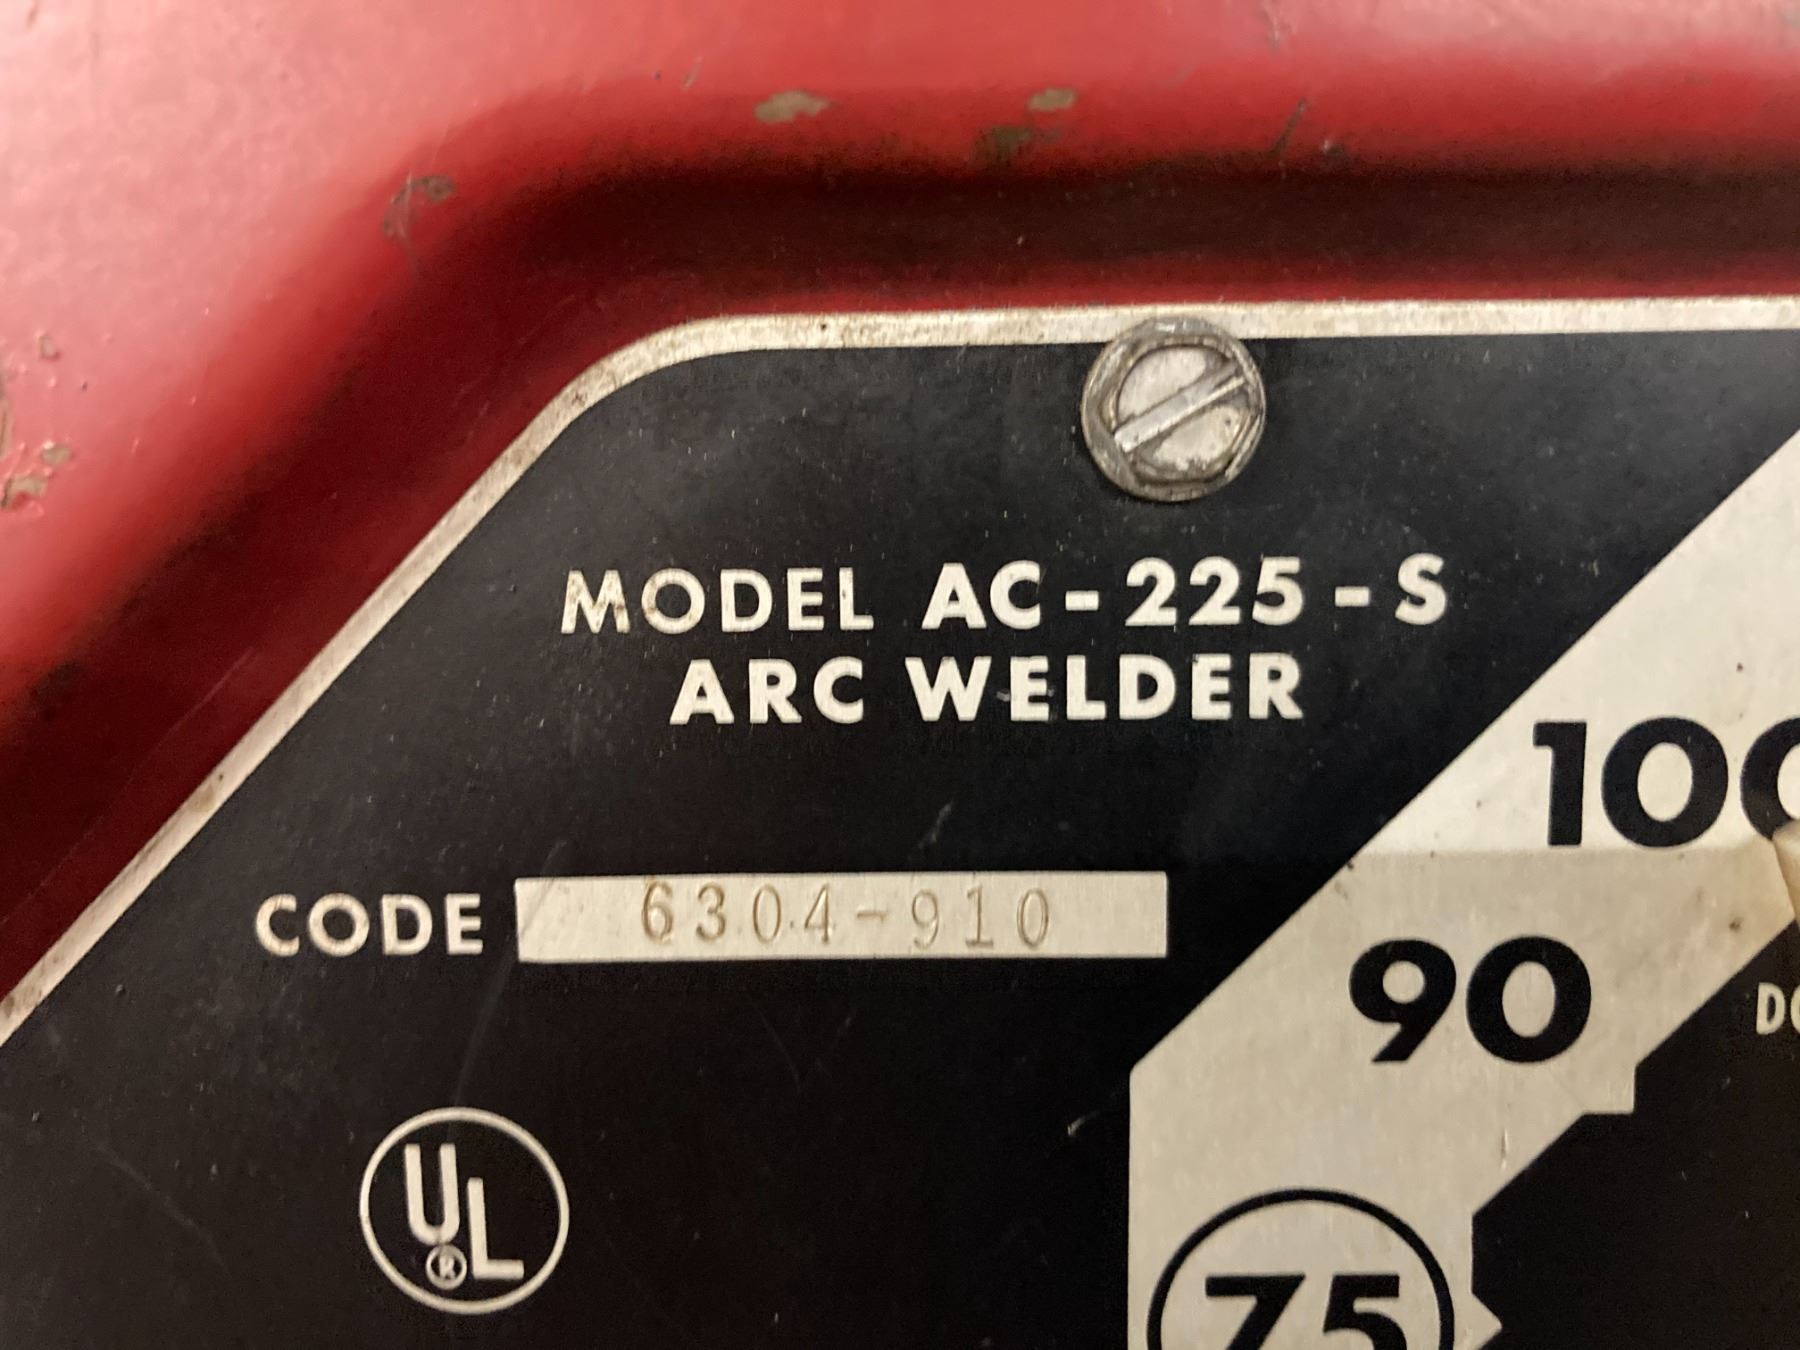 MODEL AC-225-S
ARC WELDER
CODE 6304-910
100
90
75
UL
®